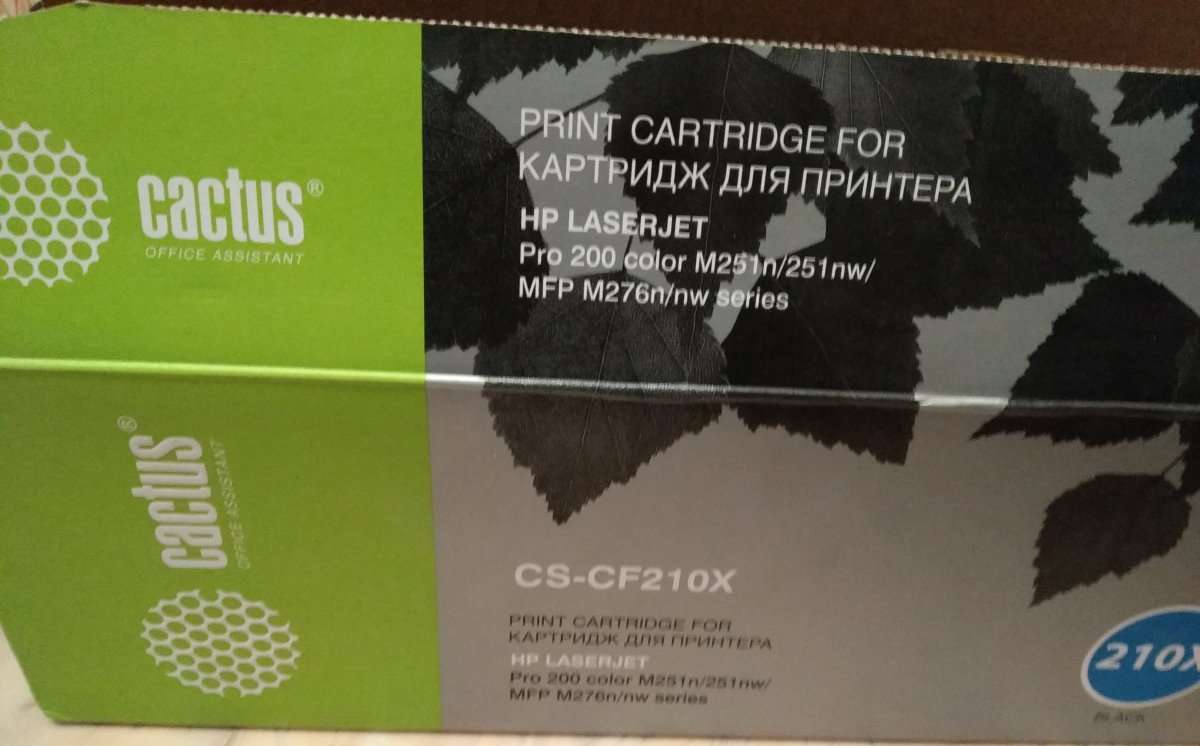 cactus®
OFFICE ASSISTANT
PRINT CARTRIDGE FOR
КАРТРИДЖ ДЛЯ ПРИНТЕРА
HP LASERJET
Pro 200 color M251n/251nw/
MFP M276n/nw series
cactus®
OFFICE ASSISTANT
CS-CF210X
PRINT CARTRIDGE FOR
КАРТРИДЖ ДЛЯ ПРИНТЕРА
HP LASERJET
Pro 200 color M251n/251nw/
MFP M276n/nw series
210X
BLACK